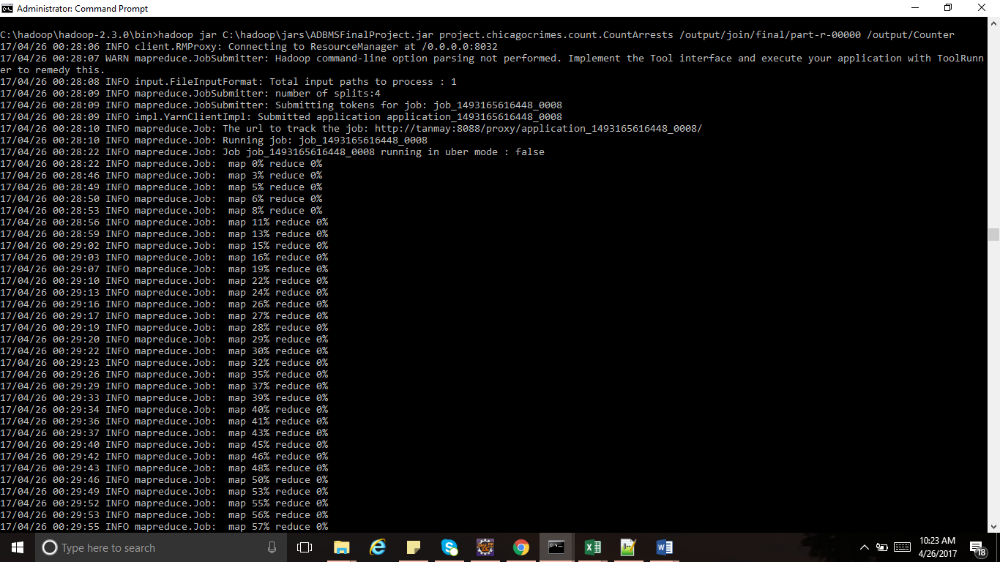 Administrator: Command Prompt
C:\hadoop\hadoop-2.3.0\bin>hadoop jar C:\hadoop\jars\ADBMSFinalProject.jar project.chicagocrimes.count.CountArrests /output/join/final/part-r-00000 /output/Counter
17/04/26 00:28:06 INFO client.RMProxy: Connecting to ResourceManager at /0.0.0.0:8032
17/04/26 00:28:07 WARN mapreduce.JobSubmitter: Hadoop command-line option parsing not performed. Implement the Tool interface and execute your application with ToolRunn
er to remedy this.
17/04/26 00:28:08 INFO input.FileInputFormat: Total input paths to process : 1
17/04/26 00:28:09 INFO mapreduce.JobSubmitter: number of splits:4
17/04/26 00:28:09 INFO mapreduce.JobSubmitter: Submitting tokens for job: job_1493165616448_0008
17/04/26 00:28:09 INFO impl.YarnClientImpl: Submitted application application_1493165616448_0008
17/04/26 00:28:10 INFO mapreduce.Job: The url to track the job: http://tanmay:8088/proxy/application_1493165616448_0008/
17/04/26 00:28:10 INFO mapreduce.Job: Running job: job_1493165616448_0008
17/04/26 00:28:22 INFO mapreduce.Job: Job job_1493165616448_0008 running in uber mode : false
17/04/26 00:28:22 INFO mapreduce.Job:  map 0% reduce 0%
17/04/26 00:28:46 INFO mapreduce.Job:  map 3% reduce 0%
17/04/26 00:28:49 INFO mapreduce.Job:  map 5% reduce 0%
17/04/26 00:28:50 INFO mapreduce.Job:  map 6% reduce 0%
17/04/26 00:28:53 INFO mapreduce.Job:  map 8% reduce 0%
17/04/26 00:28:56 INFO mapreduce.Job:  map 11% reduce 0%
17/04/26 00:28:59 INFO mapreduce.Job:  map 13% reduce 0%
17/04/26 00:29:02 INFO mapreduce.Job:  map 15% reduce 0%
17/04/26 00:29:03 INFO mapreduce.Job:  map 16% reduce 0%
17/04/26 00:29:07 INFO mapreduce.Job:  map 19% reduce 0%
17/04/26 00:29:10 INFO mapreduce.Job:  map 22% reduce 0%
17/04/26 00:29:13 INFO mapreduce.Job:  map 24% reduce 0%
17/04/26 00:29:16 INFO mapreduce.Job:  map 26% reduce 0%
17/04/26 00:29:17 INFO mapreduce.Job:  map 27% reduce 0%
17/04/26 00:29:19 INFO mapreduce.Job:  map 28% reduce 0%
17/04/26 00:29:20 INFO mapreduce.Job:  map 29% reduce 0%
17/04/26 00:29:22 INFO mapreduce.Job:  map 30% reduce 0%
17/04/26 00:29:23 INFO mapreduce.Job:  map 32% reduce 0%
17/04/26 00:29:26 INFO mapreduce.Job:  map 35% reduce 0%
17/04/26 00:29:29 INFO mapreduce.Job:  map 37% reduce 0%
17/04/26 00:29:33 INFO mapreduce.Job:  map 39% reduce 0%
17/04/26 00:29:34 INFO mapreduce.Job:  map 40% reduce 0%
17/04/26 00:29:36 INFO mapreduce.Job:  map 41% reduce 0%
17/04/26 00:29:37 INFO mapreduce.Job:  map 43% reduce 0%
17/04/26 00:29:40 INFO mapreduce.Job:  map 45% reduce 0%
17/04/26 00:29:42 INFO mapreduce.Job:  map 46% reduce 0%
17/04/26 00:29:43 INFO mapreduce.Job:  map 48% reduce 0%
17/04/26 00:29:46 INFO mapreduce.Job:  map 50% reduce 0%
17/04/26 00:29:49 INFO mapreduce.Job:  map 53% reduce 0%
17/04/26 00:29:52 INFO mapreduce.Job:  map 55% reduce 0%
17/04/26 00:29:53 INFO mapreduce.Job:  map 56% reduce 0%
17/04/26 00:29:55 INFO mapreduce.Job:  map 57% reduce 0%
Type here to search
10:23 AM
4/26/2017
18